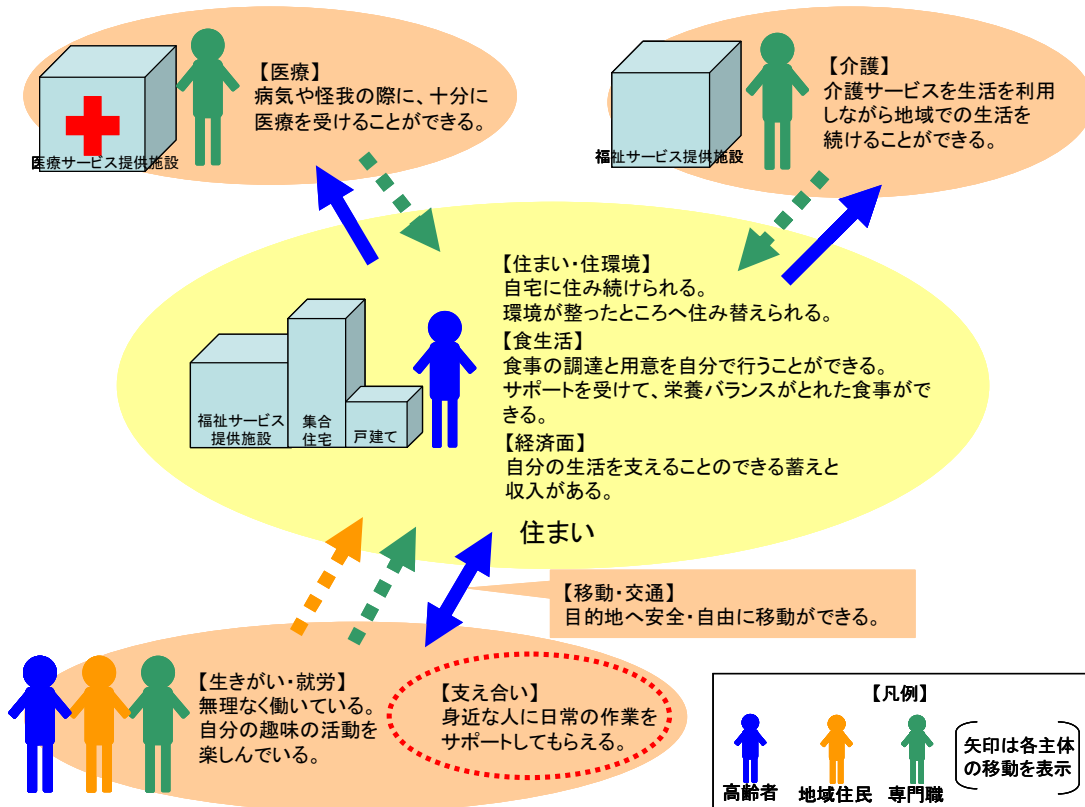 【医療】
病気や怪我の際に、十分に
医療を受けることができる。
医療サービス提供施設
【介護】
介護サービスを生活を利用
しながら地域での生活を
続けることができる。
福祉サービス提供施設
【住まい・住環境】
自宅に住み続けられる。
環境が整ったところへ住み替えられる。
【食生活】
食事の調達と用意を自分で行うことができる。
サポートを受けて、栄養バランスがとれた食事がで
きる。
【経済面】
自分の生活を支えることのできる蓄えと
収入がある。
福祉サービス
提供施設
集合
住宅
戸建て
住まい
【移動・交通】
目的地へ安全・自由に移動ができる。
【生きがい・就労】
無理なく働いている。
自分の趣味の活動を
楽しんでいる。
【支え合い】
身近な人に日常の作業を
サポートしてもらえる。
【凡例】
高齢者
地域住民
専門職
矢印は各主体
の移動を表示